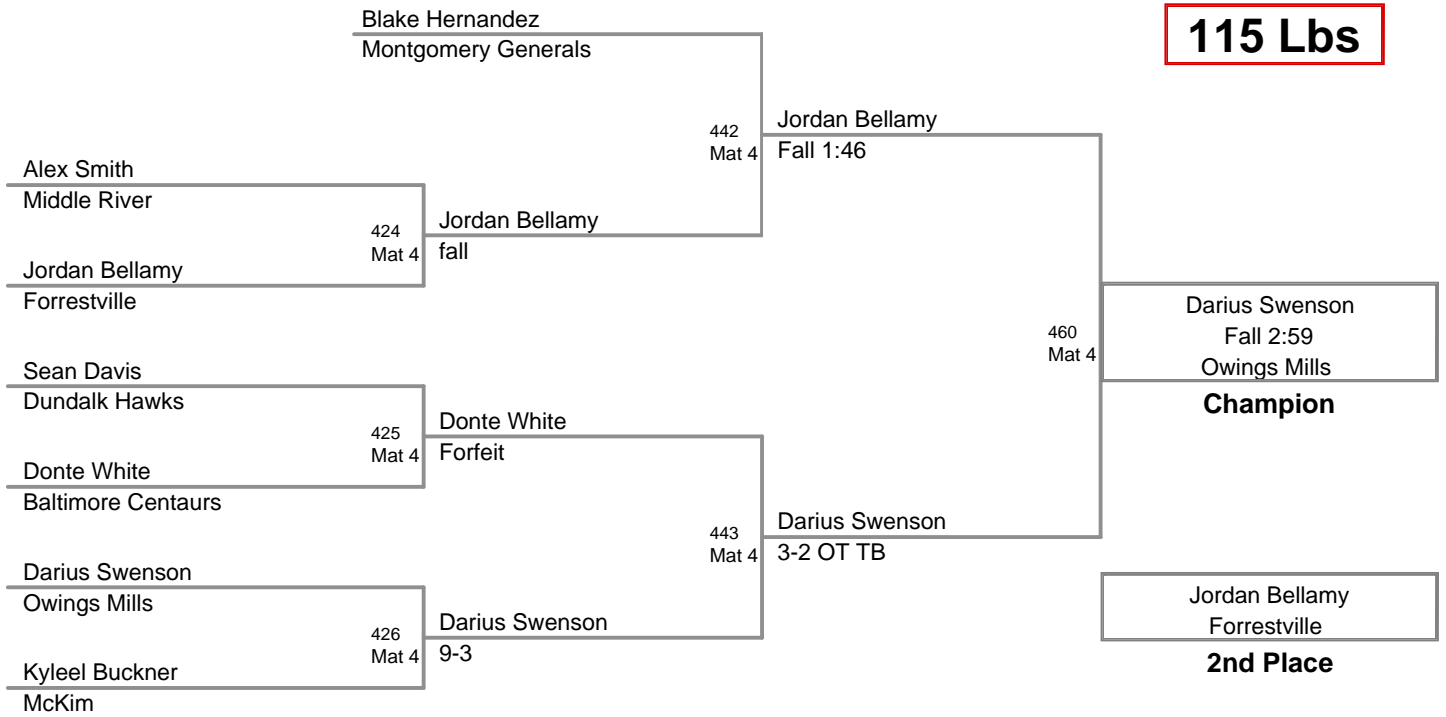 Blake Hernandez
Montgomery Generals
115 Lbs
442
Mat 4
Jordan Bellamy
Fall 1:46
Alex Smith
Middle River
424
Mat 4
Jordan Bellamy
fall
Jordan Bellamy
Forrestville
Sean Davis
Dundalk Hawks
425
Mat 4
Donte White
Forfeit
Donte White
Baltimore Centaurs
443
Mat 4
Darius Swenson
3-2 OT TB
Darius Swenson
Owings Mills
426
Mat 4
Darius Swenson
9-3
Kyleel Buckner
McKim
460
Mat 4
Darius Swenson
Fall 2:59
Owings Mills
Champion
Jordan Bellamy
Forrestville
2nd Place